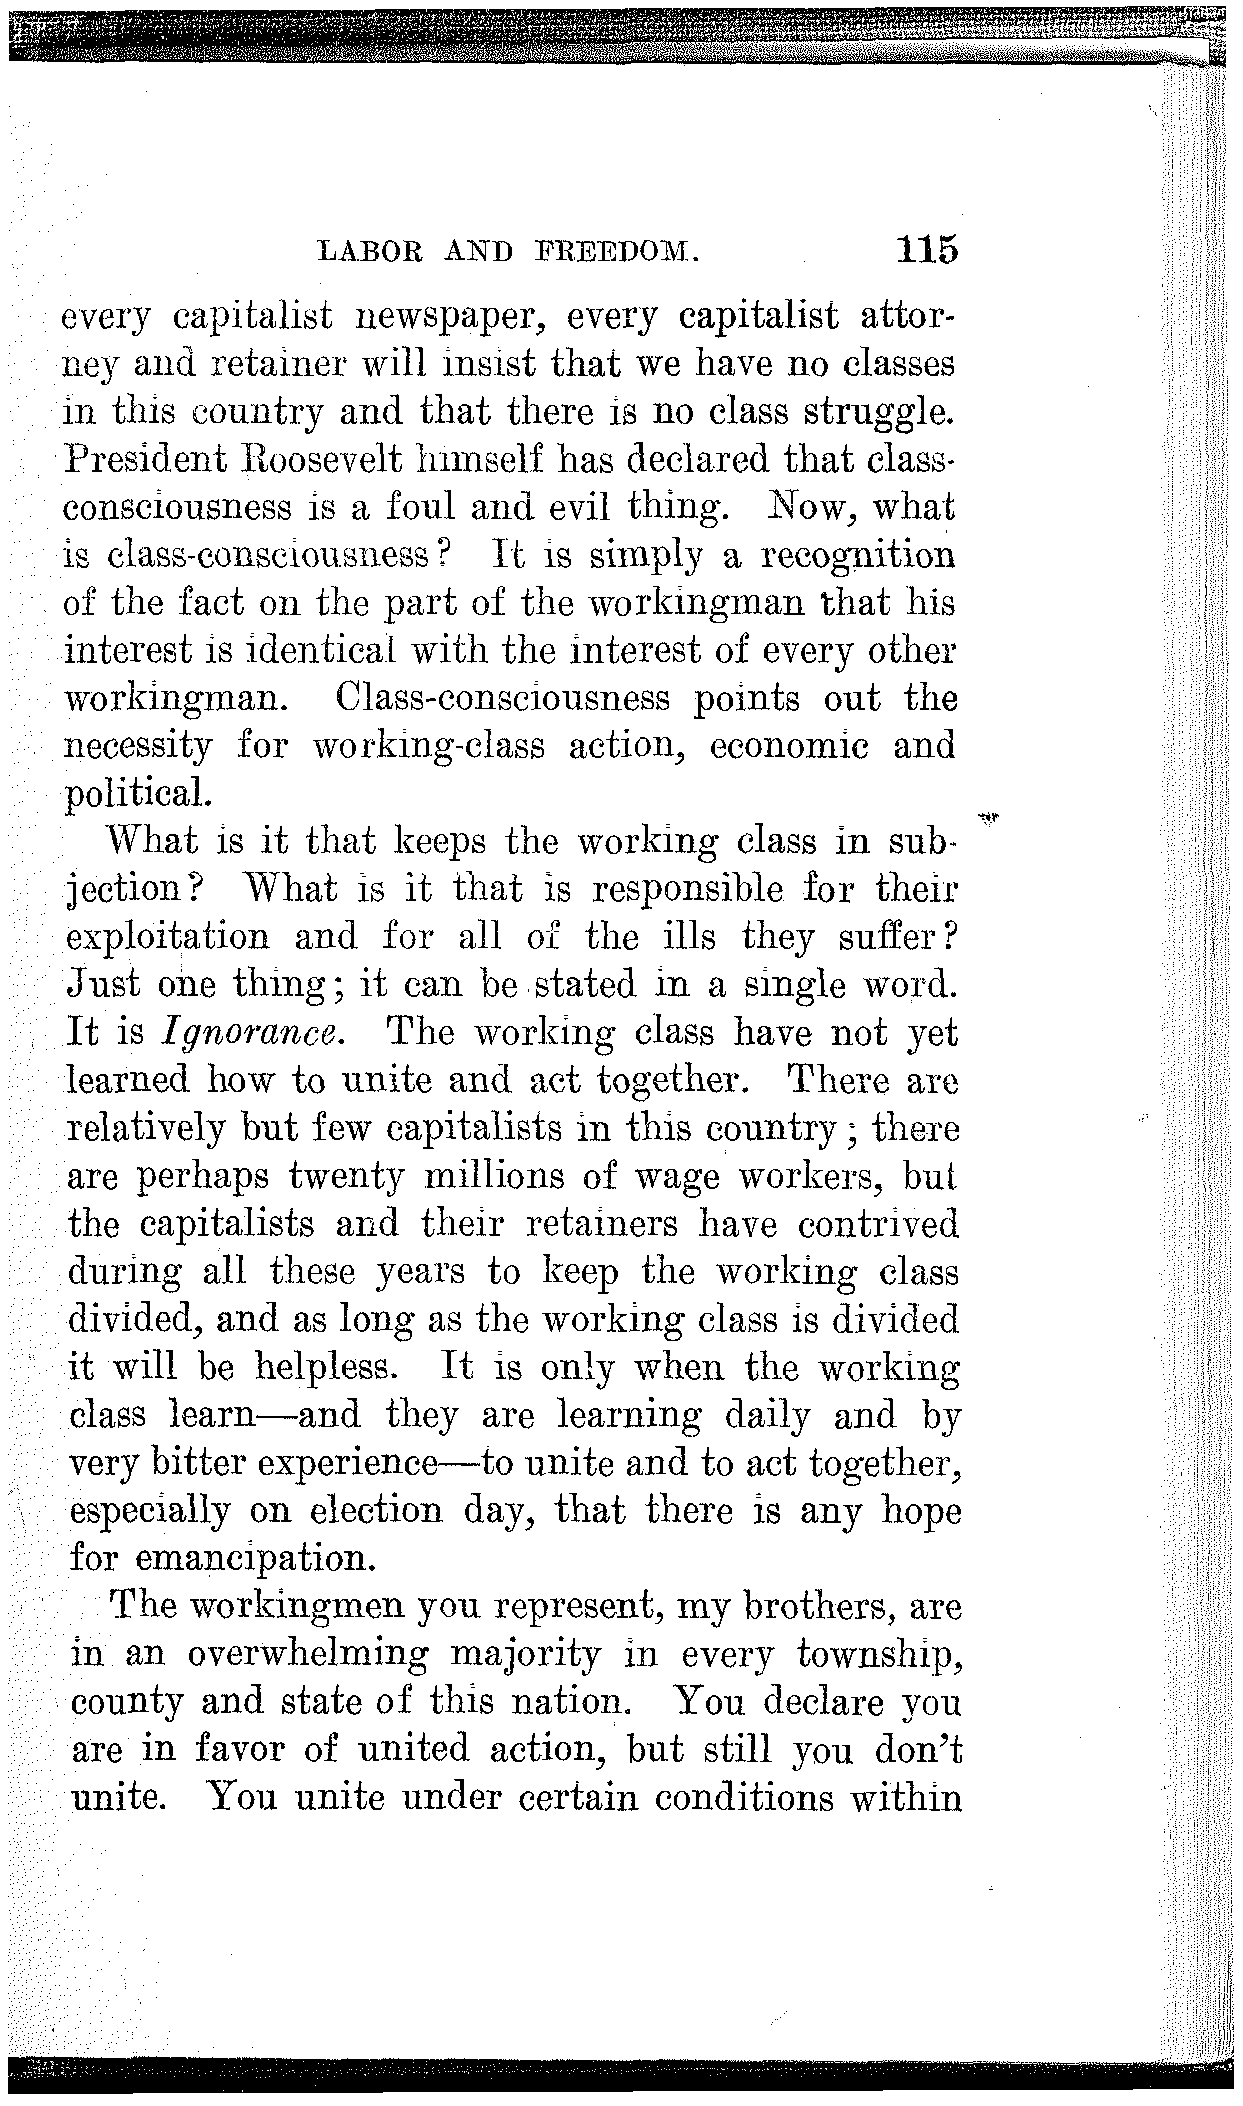 LABOR AND FREEDOM. 115
every capitalist newspaper, every capitalist attor-
ney and retainer will insist that we have no classes
in this country and that there is no class struggle.
President Roosevelt himself has declared that class-
consciousness is a foul and evil thing. Now, what
is class-consciousness? It is simply a recognition
of the fact on the part of the workingman that his
interest is identical with the interest of every other
workingman. Class-consciousness points out the
necessity for working-class action, economic and
political.
What is it that keeps the working class in sub-
jection? What is it that is responsible for their
exploitation and for all of the ills they suffer?
Just one thing; it can be stated in a single word.
It is Ignorance. The working class have not yet
learned how to unite and act together. There are
relatively but few capitalists in this country; there
are perhaps twenty millions of wage workers, but
the capitalists and their retainers have contrived
during all these years to keep the working class
divided, and as long as the working class is divided
it will be helpless. It is only when the working
class learn—and they are learning daily and by
very bitter experience—to unite and to act together,
especially on election day, that there is any hope
for emancipation.
The workingmen you represent, my brothers, are
in an overwhelming majority in every township,
county and state of this nation. You declare you
are in favor of united action, but still you don't
unite. You unite under certain conditions within